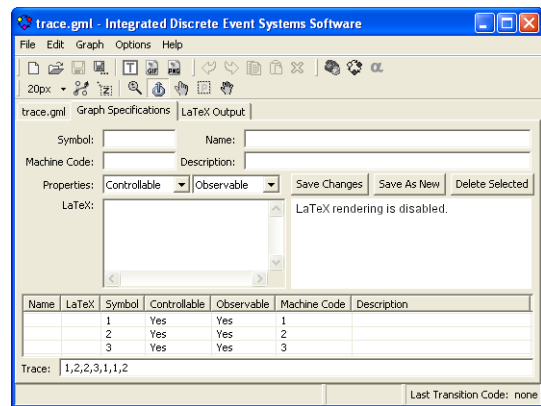 trace.gml - Integrated Discrete Event Systems Software
File Edit Graph Options Help
T GIF PNG α
20px
trace.gml Graph Specifications LaTeX Output
Symbol: Name:
Machine Code: Description:
Properties: Controllable Observable Save Changes Save As New Delete Selected
LaTeX: LaTeX rendering is disabled.
Name LaTeX Symbol Controllable Observable Machine Code Description
1 Yes Yes 1
2 Yes Yes 2
3 Yes Yes 3
Trace: 1,2,2,3,1,1,2
Last Transition Code: none